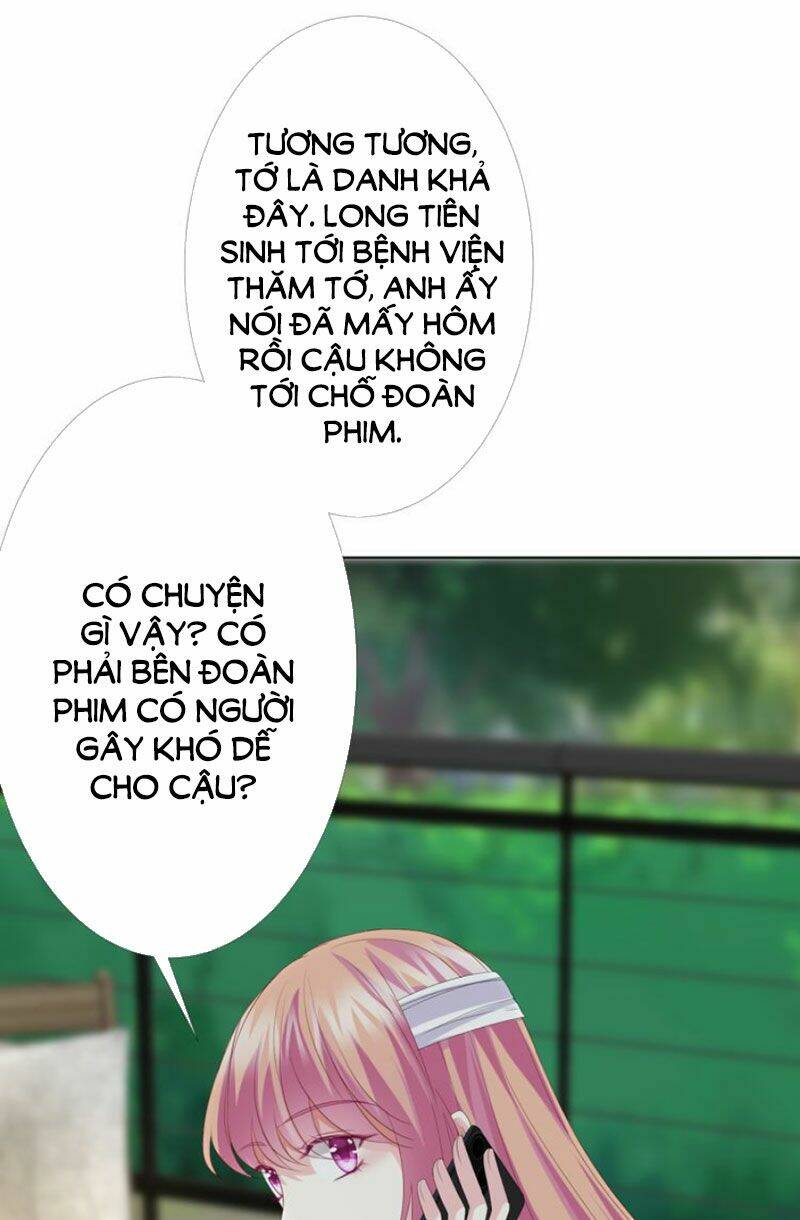 TƯƠNG TƯƠNG,
TỚ LÀ DANH KHẢ
ĐÂY. LONG TIÊN
SINH TỚI BỆNH VIỆN
THĂM TỚ, ANH ẤY
NÓI ĐÃ MẤY HÔM
RỒI CẬU KHÔNG
TỚI CHỖ ĐOÀN
PHIM.
CÓ CHUYỆN
GÌ VẬY? CÓ
PHẢI BÊN ĐOÀN
PHIM CÓ NGƯỜI
GÂY KHÓ DỄ
CHO CẬU?